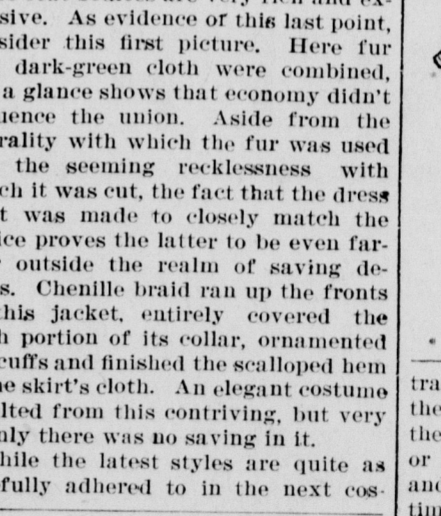 sive. As evidence of this last point,
sider this first picture. Here fur
dark-green cloth were combined,
a glance shows that economy didn't
uence the union. Aside from the
rality with which the fur was used
the seeming recklessness with
ch it was cut, the fact that the dress
t was made to closely match the
ice proves the latter to be even far-
outside the realm of saving de-
s. Chenille braid ran up the fronts
this jacket, entirely covered the
h portion of its collar, ornamented
cuffs and finished the scalloped hem
he skirt's cloth. An elegant costume
lted from this contriving, but very
nly there was no saving in it.
hile the latest styles are quite as
fully adhered to in the next cos-
tra
the
the
or
and
tim